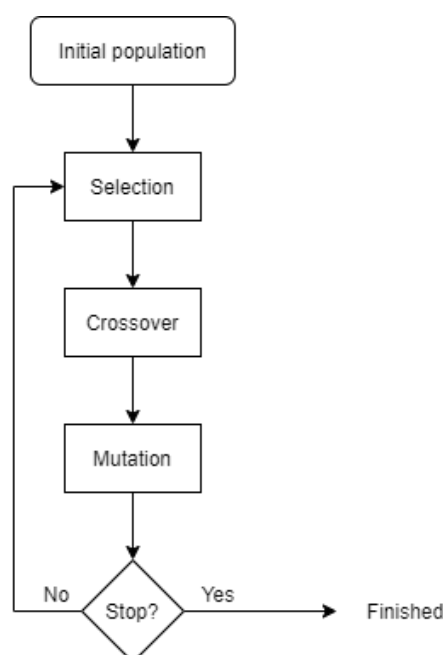 Initial population
Selection
Crossover
Mutation
No
Stop?
Yes
Finished